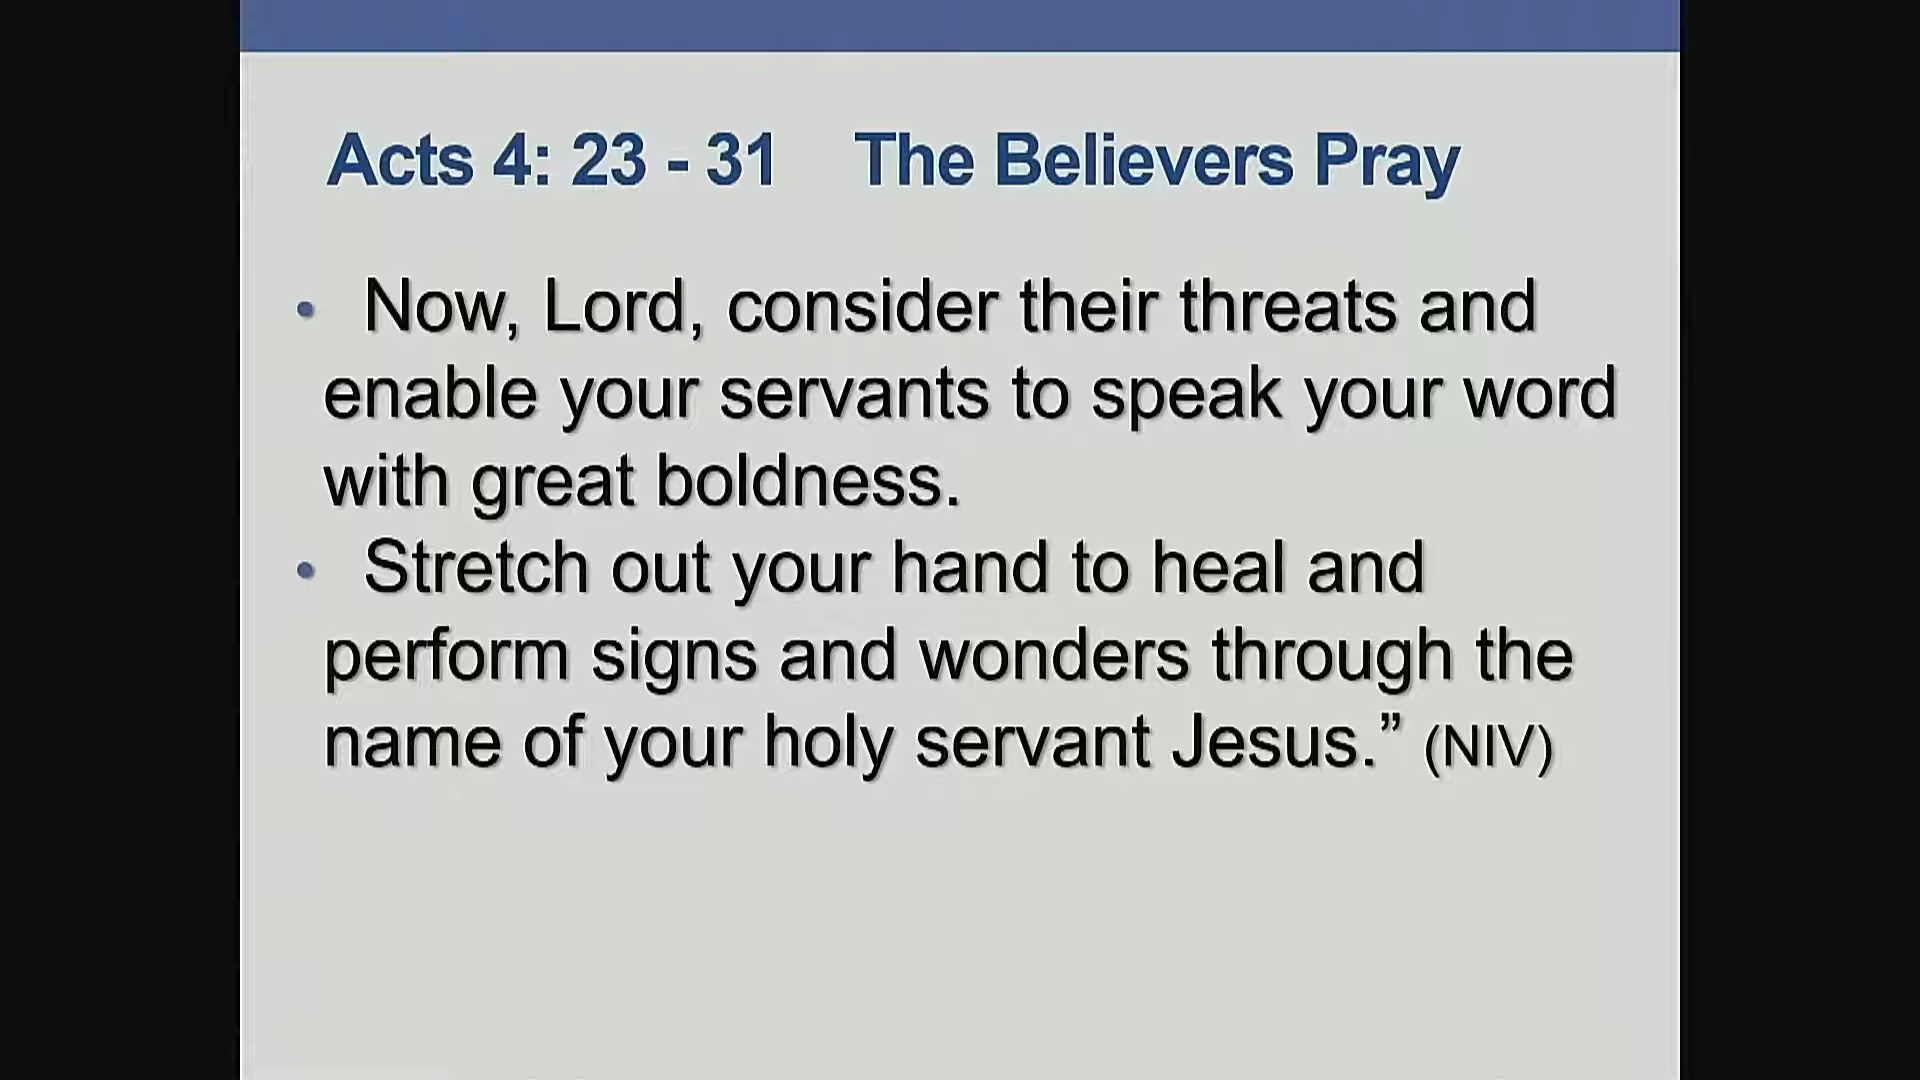 Acts 4: 23 - 31 The Believers Pray
• Now, Lord, consider their threats and
enable your servants to speak your word
with great boldness.
• Stretch out your hand to heal and
perform signs and wonders through the
name of your holy servant Jesus.” (NIV)